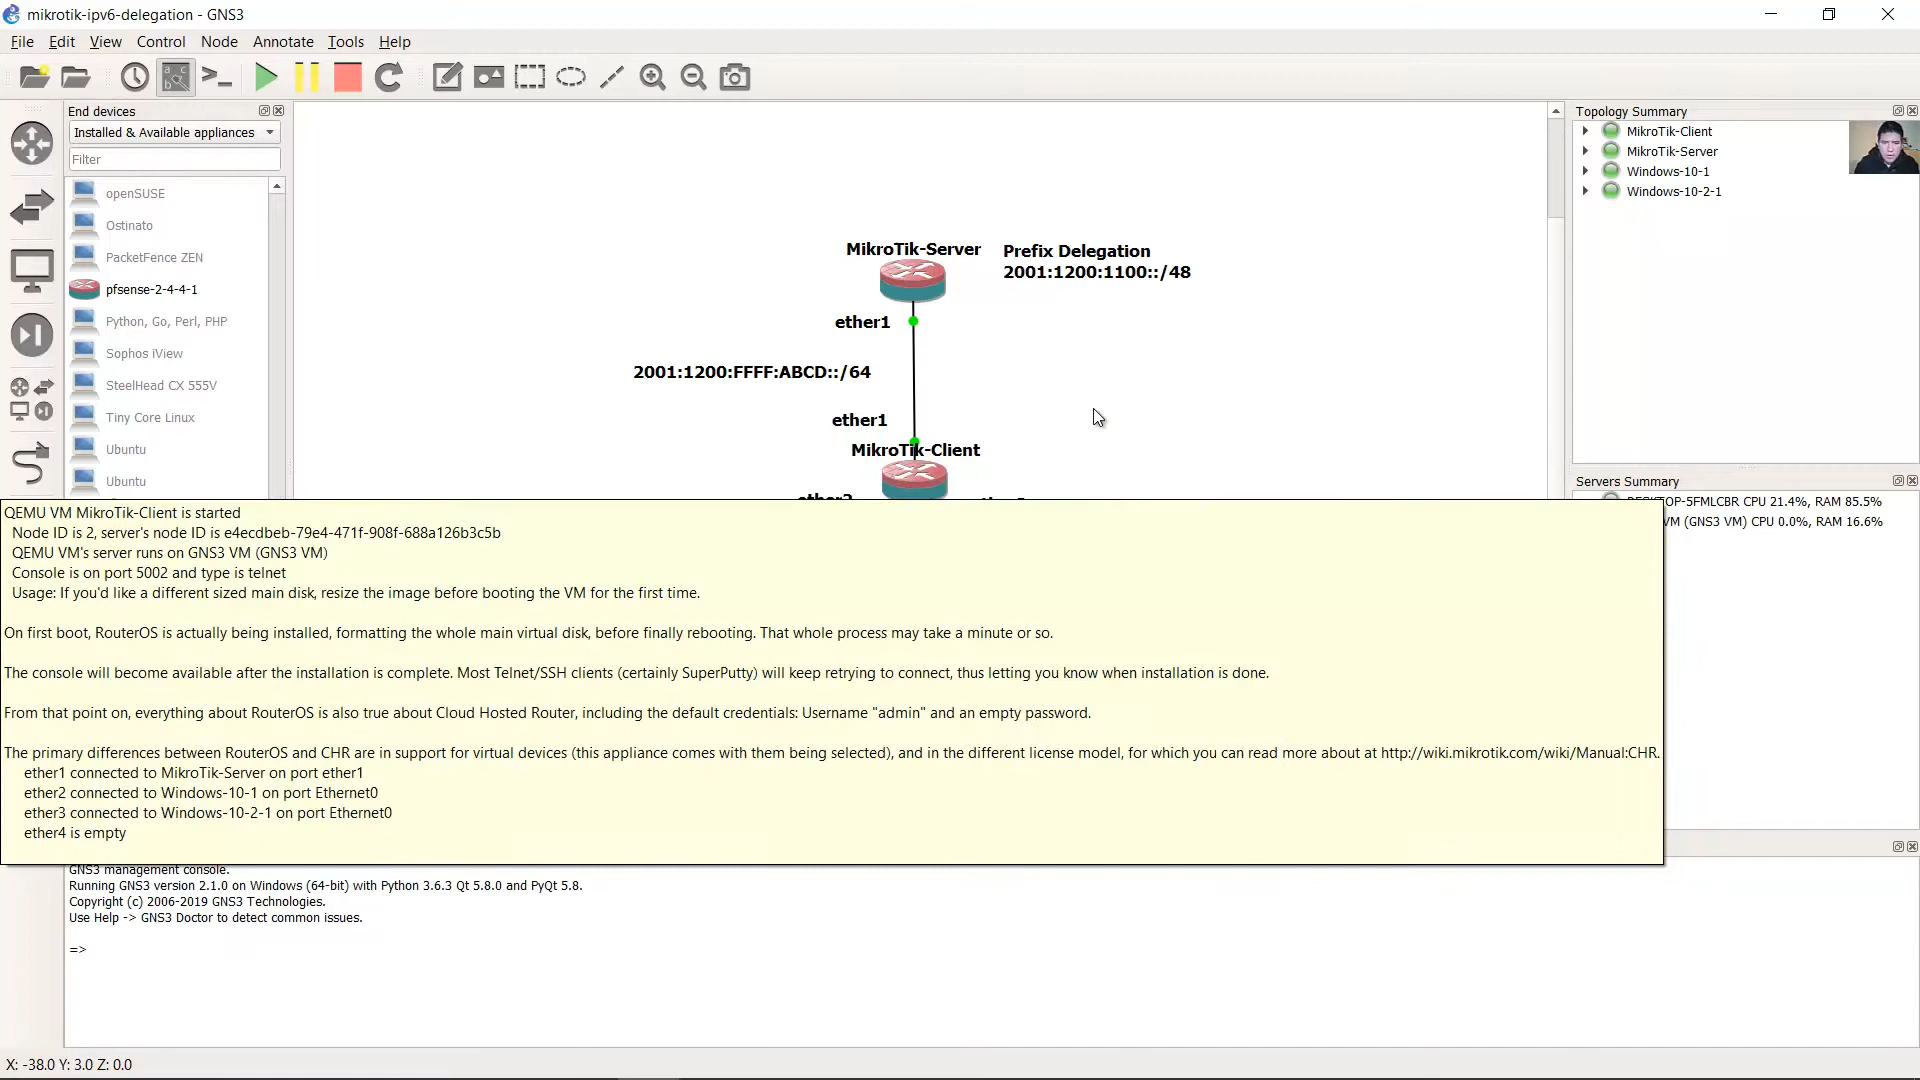 mikrotik-ipv6-delegation - GNS3
File Edit View Control Node Annotate Tools Help
End devices
Installed & Available appliances
Filter
openSUSE
Ostinato
PacketFence ZEN
pfsense-2-4-4-1
Python, Go, Perl, PHP
Sophos iView
SteelHead CX 555V
Tiny Core Linux
Ubuntu
Ubuntu
MikroTik-Server
Prefix Delegation
2001:1200:1100::/48
ether1
2001:1200:FFFF:ABCD::/64
ether1
MikroTik-Client
Topology Summary
MikroTik-Client
MikroTik-Server
Windows-10-1
Windows-10-2-1
Servers Summary
CPU 21.4%, RAM 85.5%
(GNS3 VM) CPU 0.0%, RAM 16.6%
QEMU VM MikroTik-Client is started
Node ID is 2, server's node ID is e4ecdbeb-79e4-471f-908f-688a126b3c5b
QEMU VM's server runs on GNS3 VM (GNS3 VM)
Console is on port 5002 and type is telnet
Usage: If you'd like a different sized main disk, resize the image before booting the VM for the first time.
On first boot, RouterOS is actually being installed, formatting the whole main virtual disk, before finally rebooting. That whole process may take a minute or so.
The console will become available after the installation is complete. Most Telnet/SSH clients (certainly SuperPutty) will keep retrying to connect, thus letting you know when installation is done.
From that point on, everything about RouterOS is also true about Cloud Hosted Router, including the default credentials: Username "admin" and an empty password.
The primary differences between RouterOS and CHR are in support for virtual devices (this appliance comes with them being selected), and in the different license model, for which you can read more about at http://wiki.mikrotik.com/wiki/Manual:CHR.
ether1 connected to MikroTik-Server on port ether1
ether2 connected to Windows-10-1 on port Ethernet0
ether3 connected to Windows-10-2-1 on port Ethernet0
ether4 is empty
GNS3 management console.
Running GNS3 version 2.1.0 on Windows (64-bit) with Python 3.6.3 Qt 5.8.0 and PyQt 5.8.
Copyright (c) 2006-2019 GNS3 Technologies.
Use Help -> GNS3 Doctor to detect common issues.
=>
X: -38.0 Y: 3.0 Z: 0.0